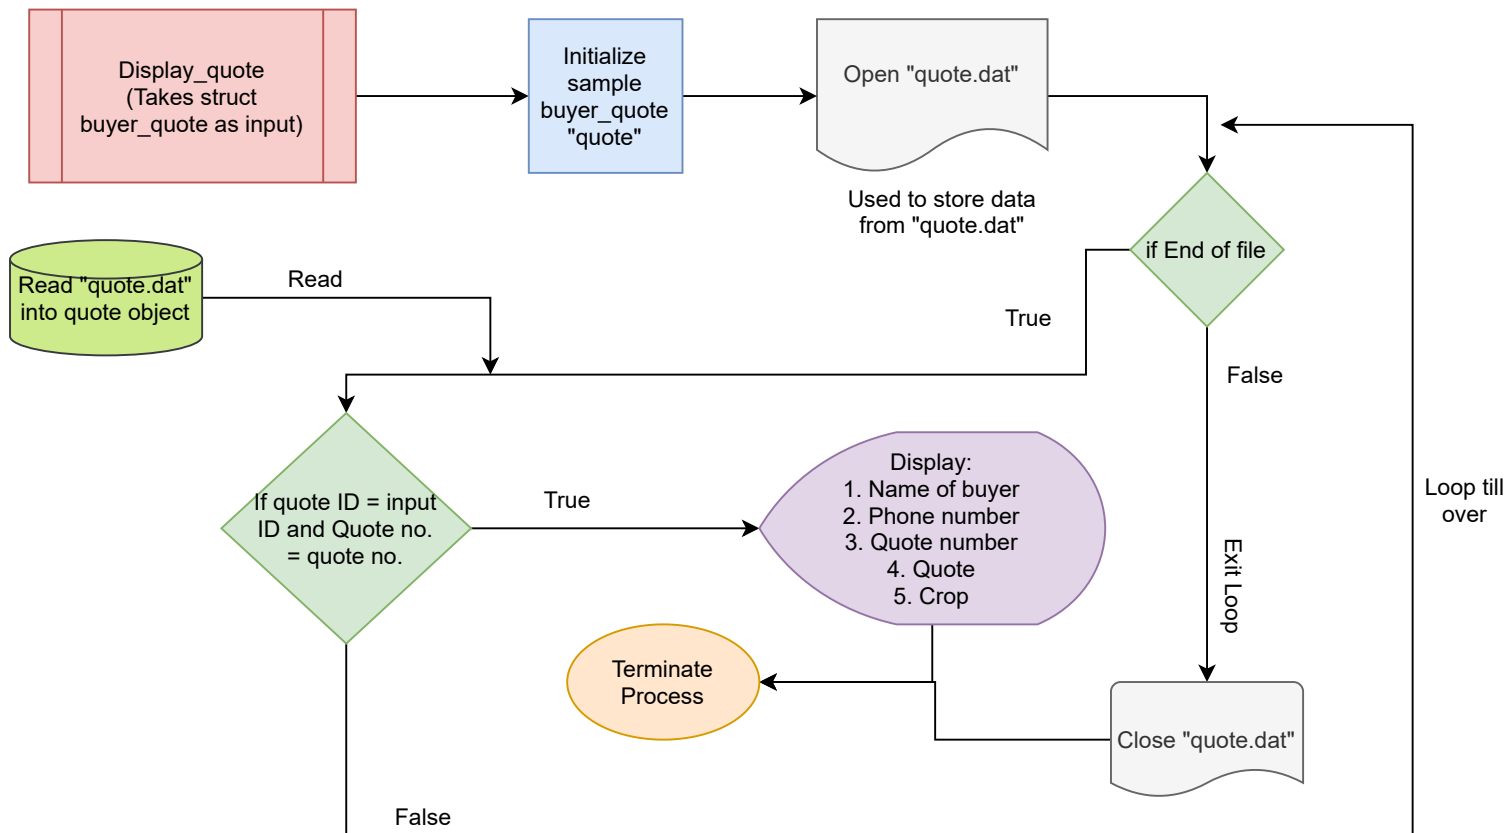 Display_quote
(Takes struct
buyer_quote as input)
Initialize
sample
buyer_quote
"quote"
Open "quote.dat"
Used to store data
from "quote.dat"
if End of file
Read "quote.dat"
into quote object
Read
True
False
If quote ID = input
ID and Quote no.
= quote no.
True
Display:
1. Name of buyer
2. Phone number
3. Quote number
4. Quote
5. Crop
Exit Loop
Loop till
over
Terminate
Process
Close "quote.dat"
False